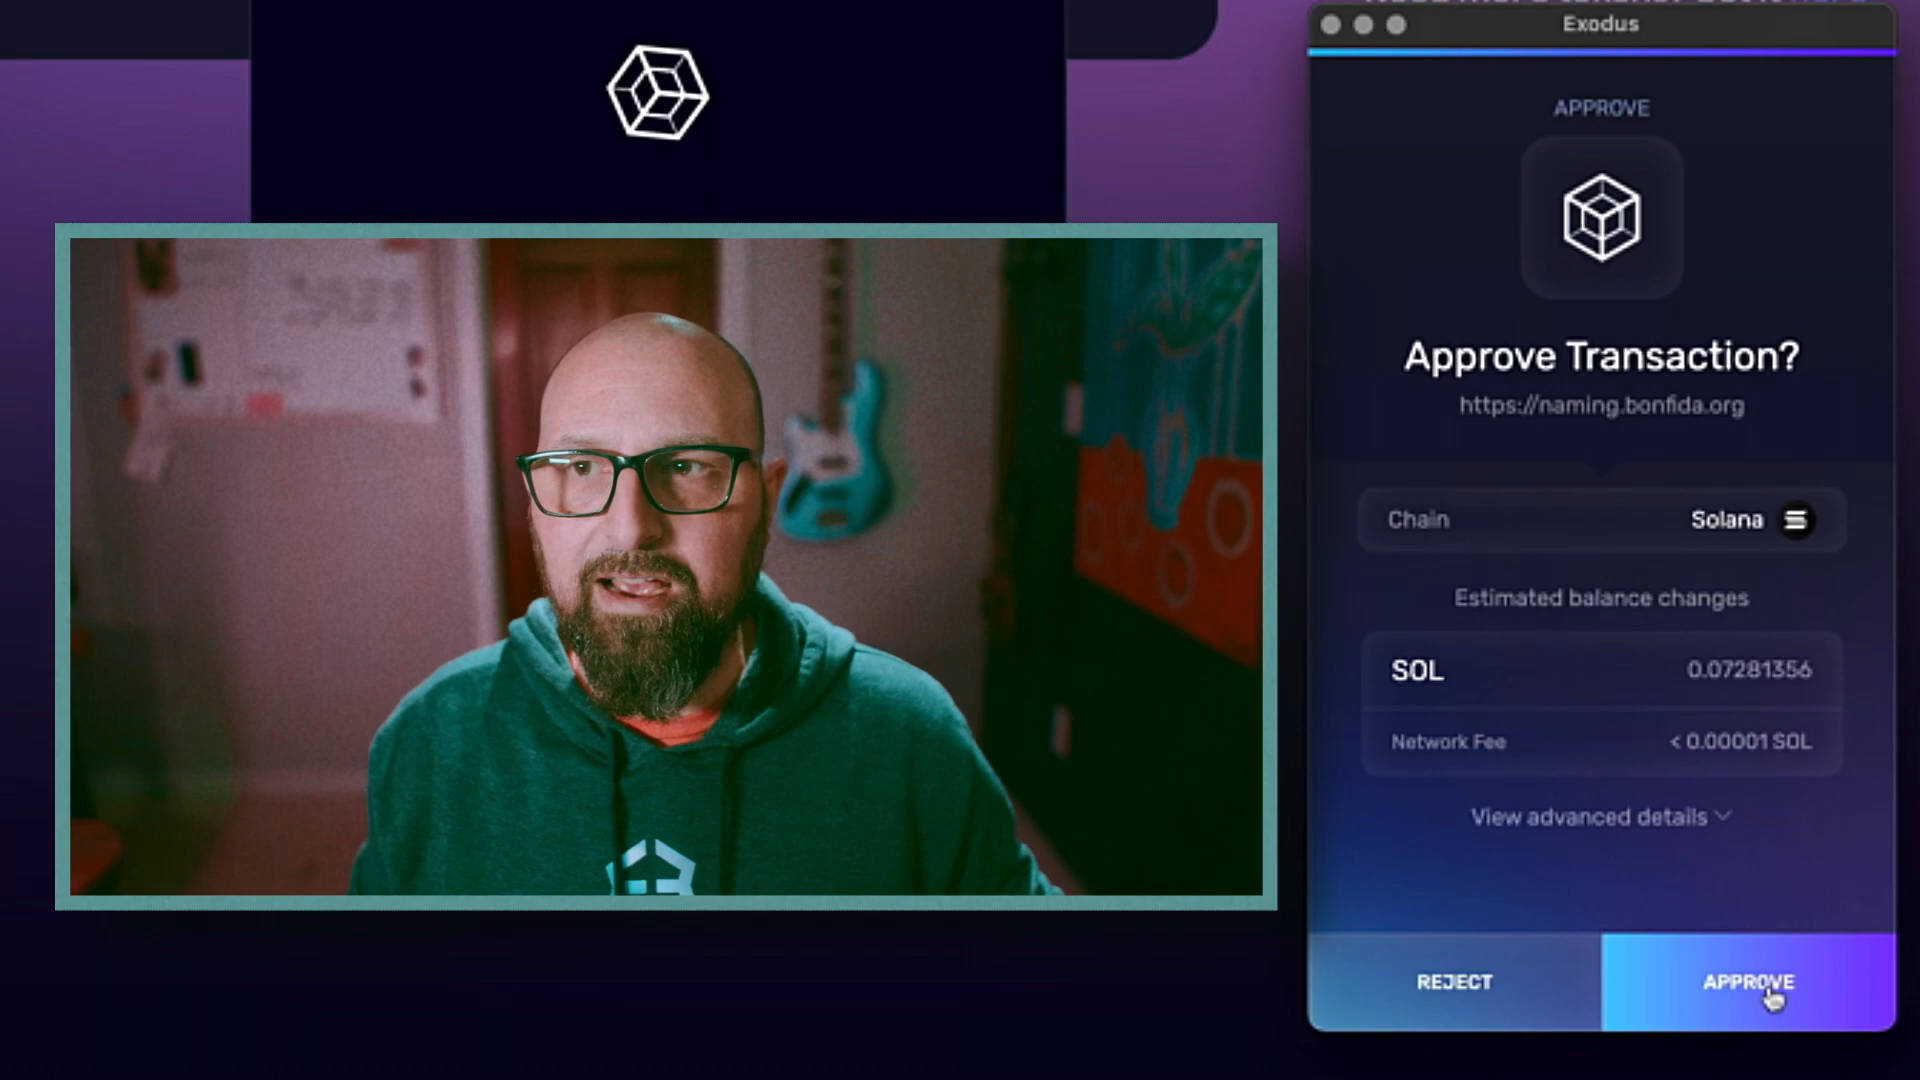 Exodus
APPROVE
Approve Transaction?
https://naming.bonfida.org
Chain Solana
Estimated balance changes
SOL 0.07281356
Network Fee < 0.00001 SOL
View advanced details
REJECT APPROVE